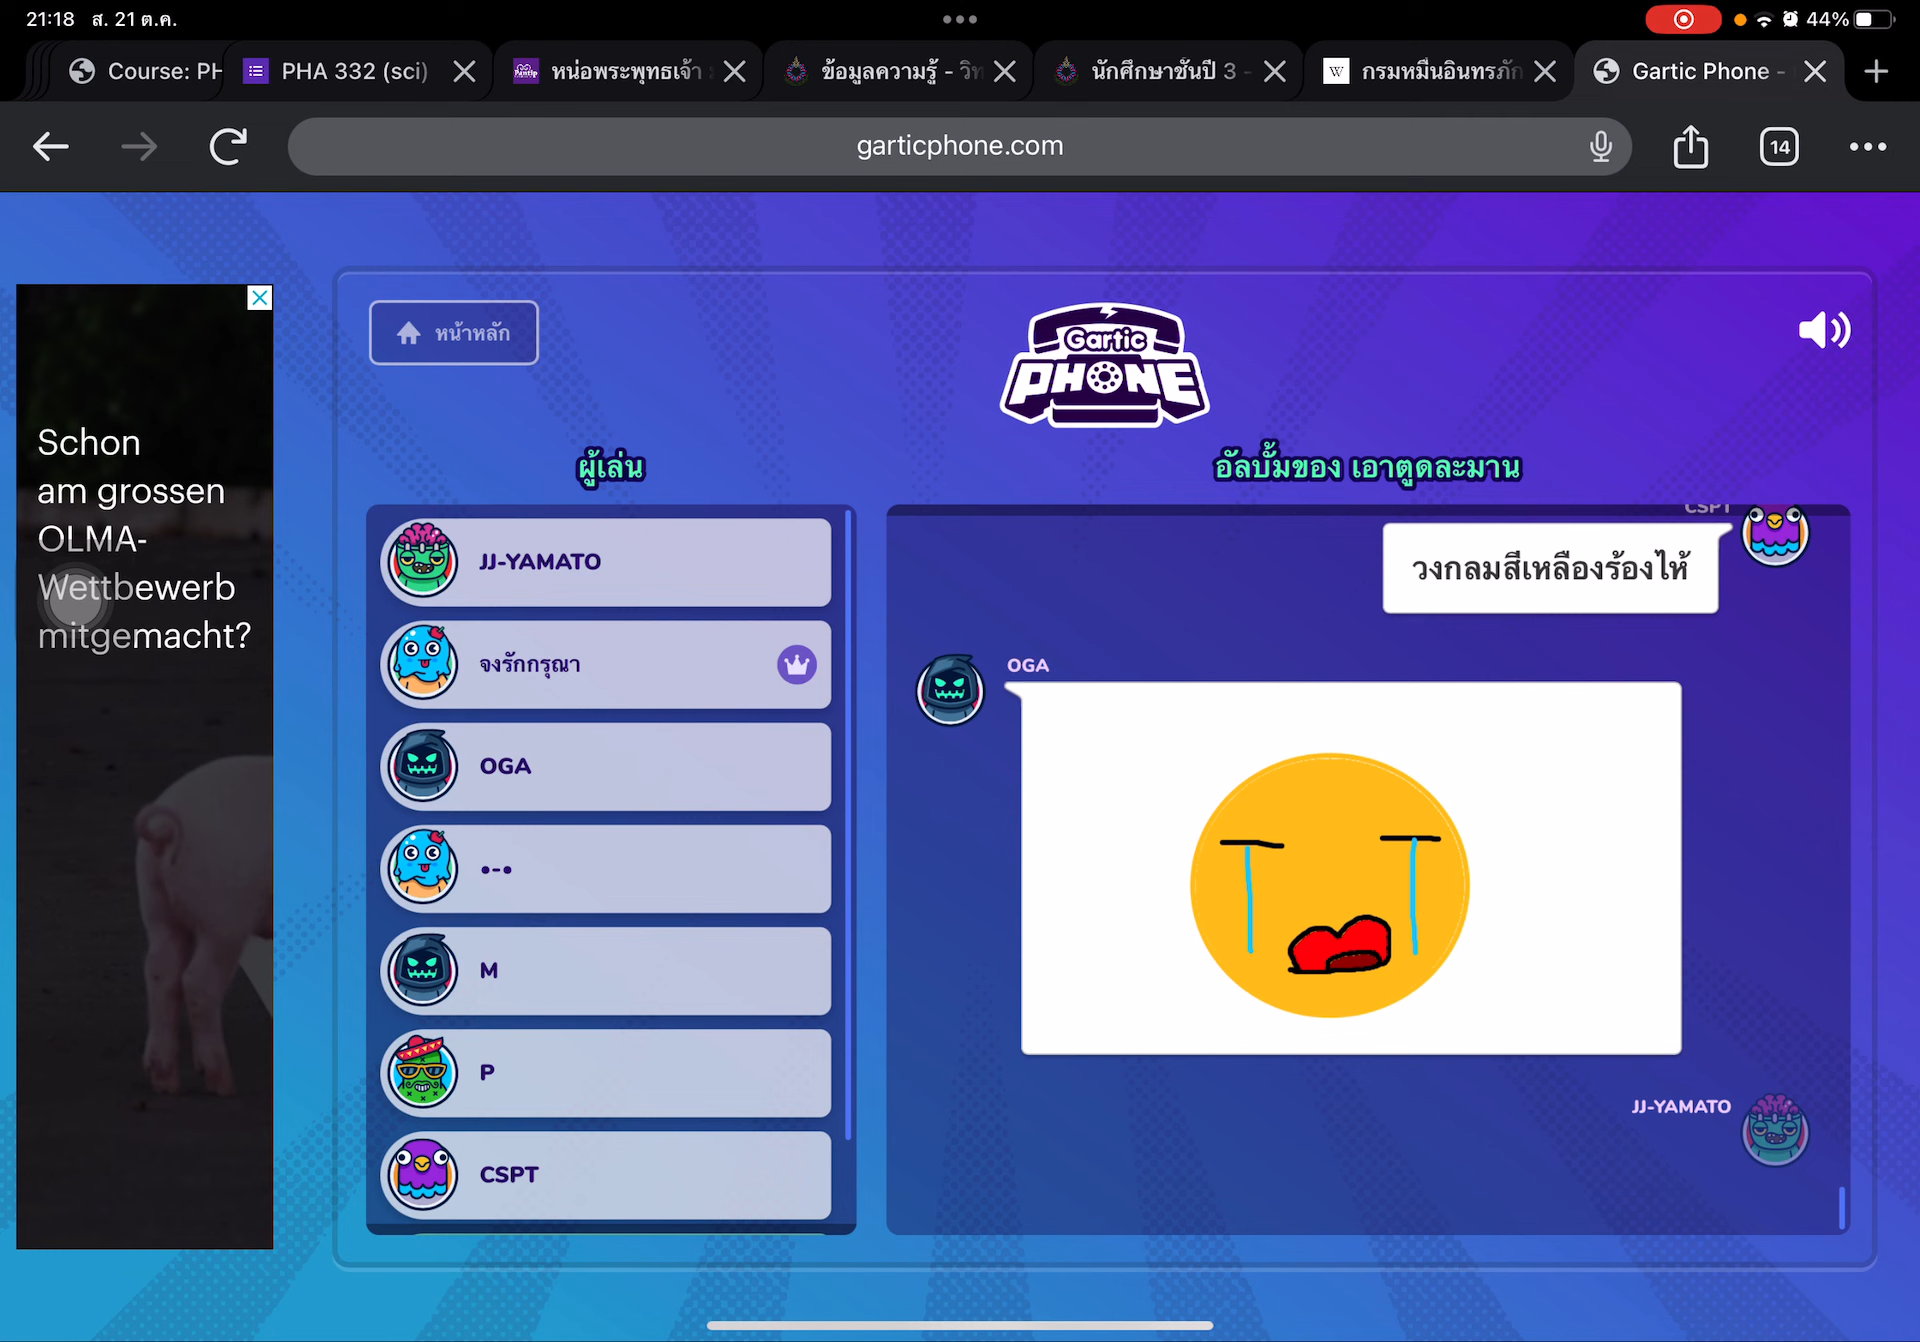 21:18 ส. 21 ต.ค.
44%
Course: PH
PHA 332 (sci)
หน่อพระพุทธเจ้า
ข้อมูลความรู้ - วิท
นักศึกษาชั้นปี 3 -
กรมหมื่นอินทรภัก
Gartic Phone -
garticphone.com
14
หน้าหลัก
Gartic
PHONE
ผู้เล่น
อัลบั้มของ เอาตูดละมาน
Schon
am grossen
OLMA-
Wettbewerb
mitgemacht?
JJ-YAMATO
จงรักกรุณา
OGA
•-•
M
P
CSPT
CSPT
วงกลมสีเหลืองร้องไห้
OGA
JJ-YAMATO